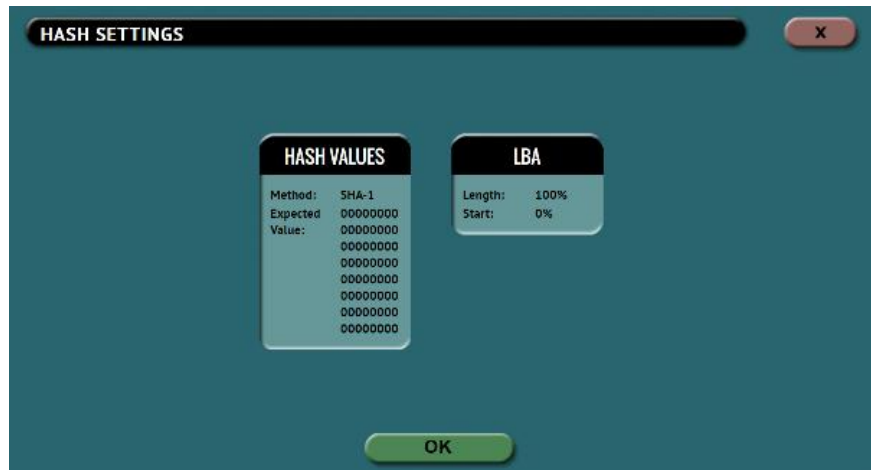 HASH SETTINGS
X
HASH VALUES
Method: SHA-1
Expected 00000000
Value: 00000000
00000000
00000000
00000000
00000000
00000000
00000000
LBA
Length: 100%
Start: 0%
OK